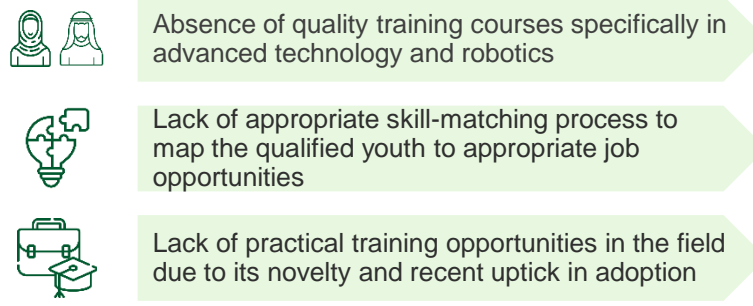 Absence of quality training courses specifically in
advanced technology and robotics
Lack of appropriate skill-matching process to
map the qualified youth to appropriate job
opportunities
Lack of practical training opportunities in the field
due to its novelty and recent uptick in adoption